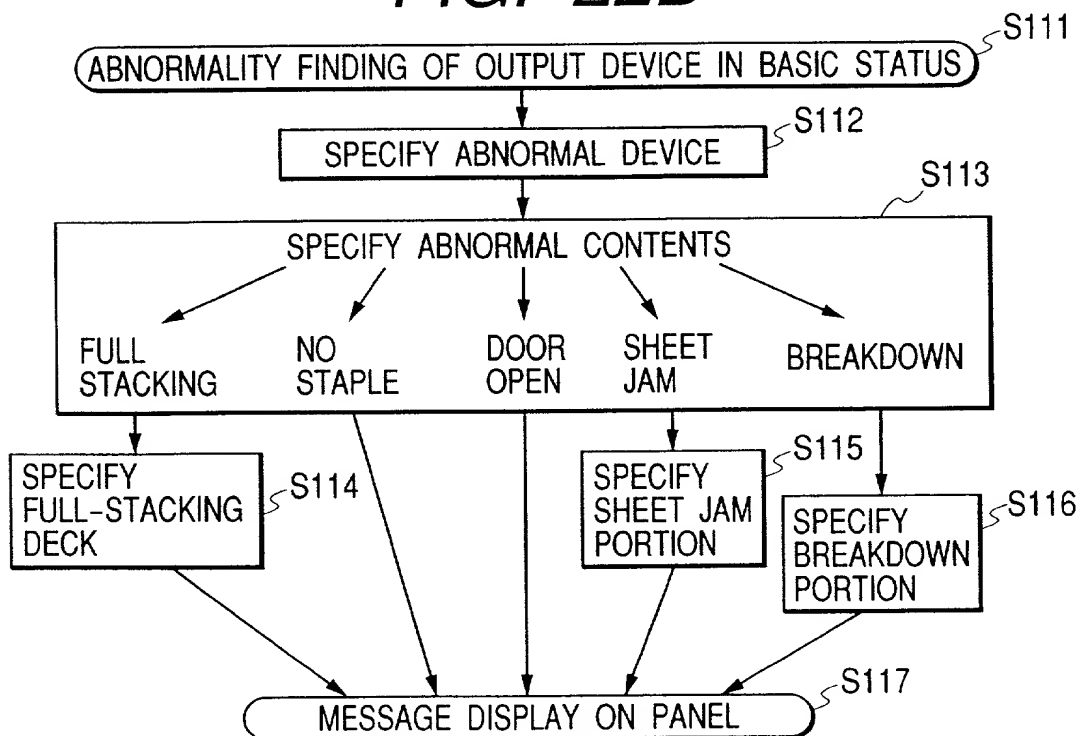 S111
ABNORMALITY FINDING OF OUTPUT DEVICE IN BASIC STATUS
S112
SPECIFY ABNORMAL DEVICE
S113
SPECIFY ABNORMAL CONTENTS
FULL
STACKING
NO
STAPLE
DOOR
OPEN
SHEET
JAM
BREAKDOWN
SPECIFY
FULL-STACKING
DECK
S114
SPECIFY
SHEET JAM
PORTION
S115
SPECIFY
BREAKDOWN
PORTION
S116
S117
MESSAGE DISPLAY ON PANEL